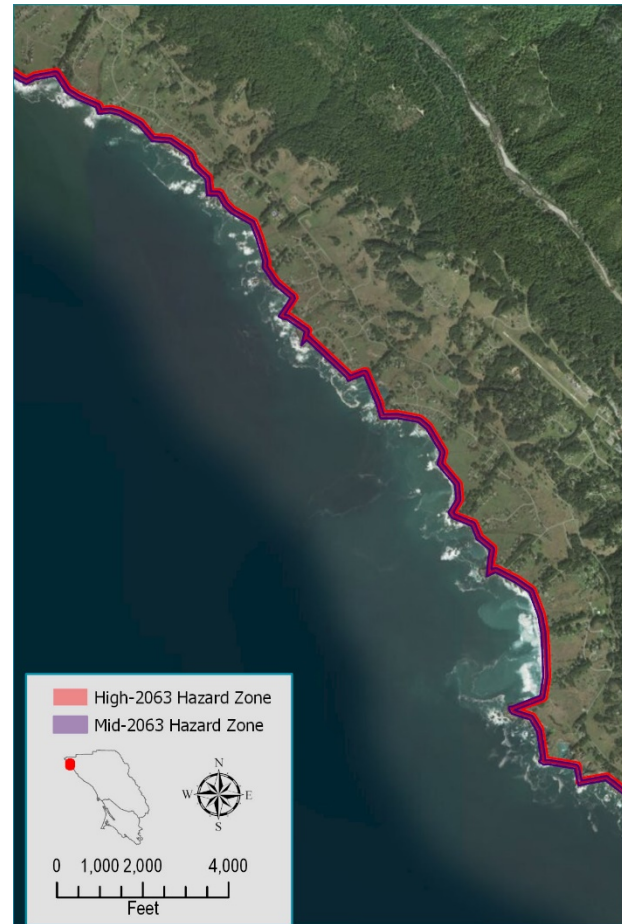 High-2063 Hazard Zone
Mid-2063 Hazard Zone
N
W E
S
0 1,000 2,000 4,000
Feet